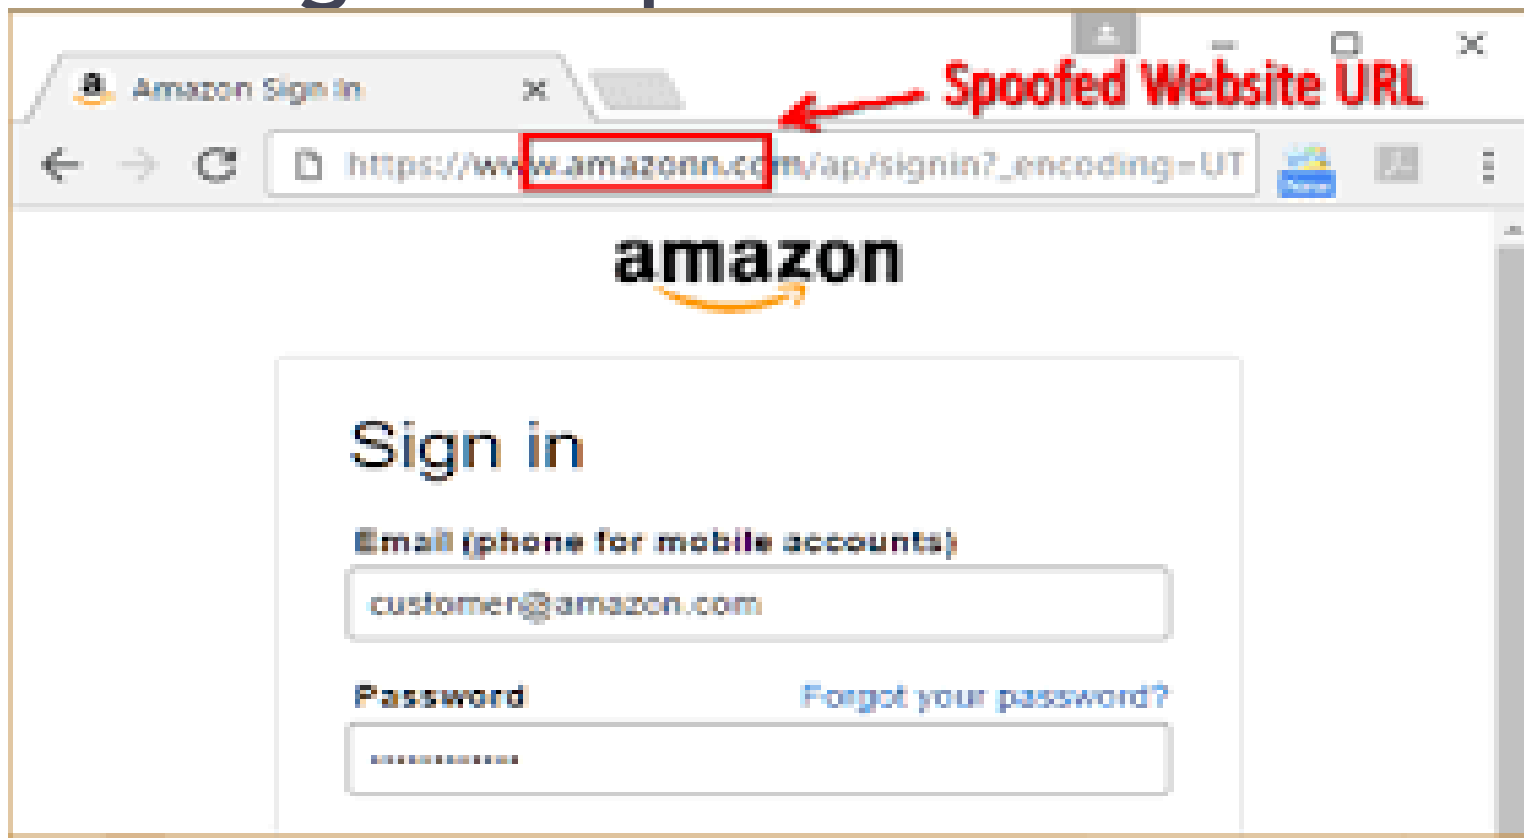 Amazon Sign In
Spoofed Website URL
https://www.amazonn.com/ap/signin?_encoding=UT
amazon
Sign in
Email (phone for mobile accounts)
customer@amazon.com
Password Forgot your password?